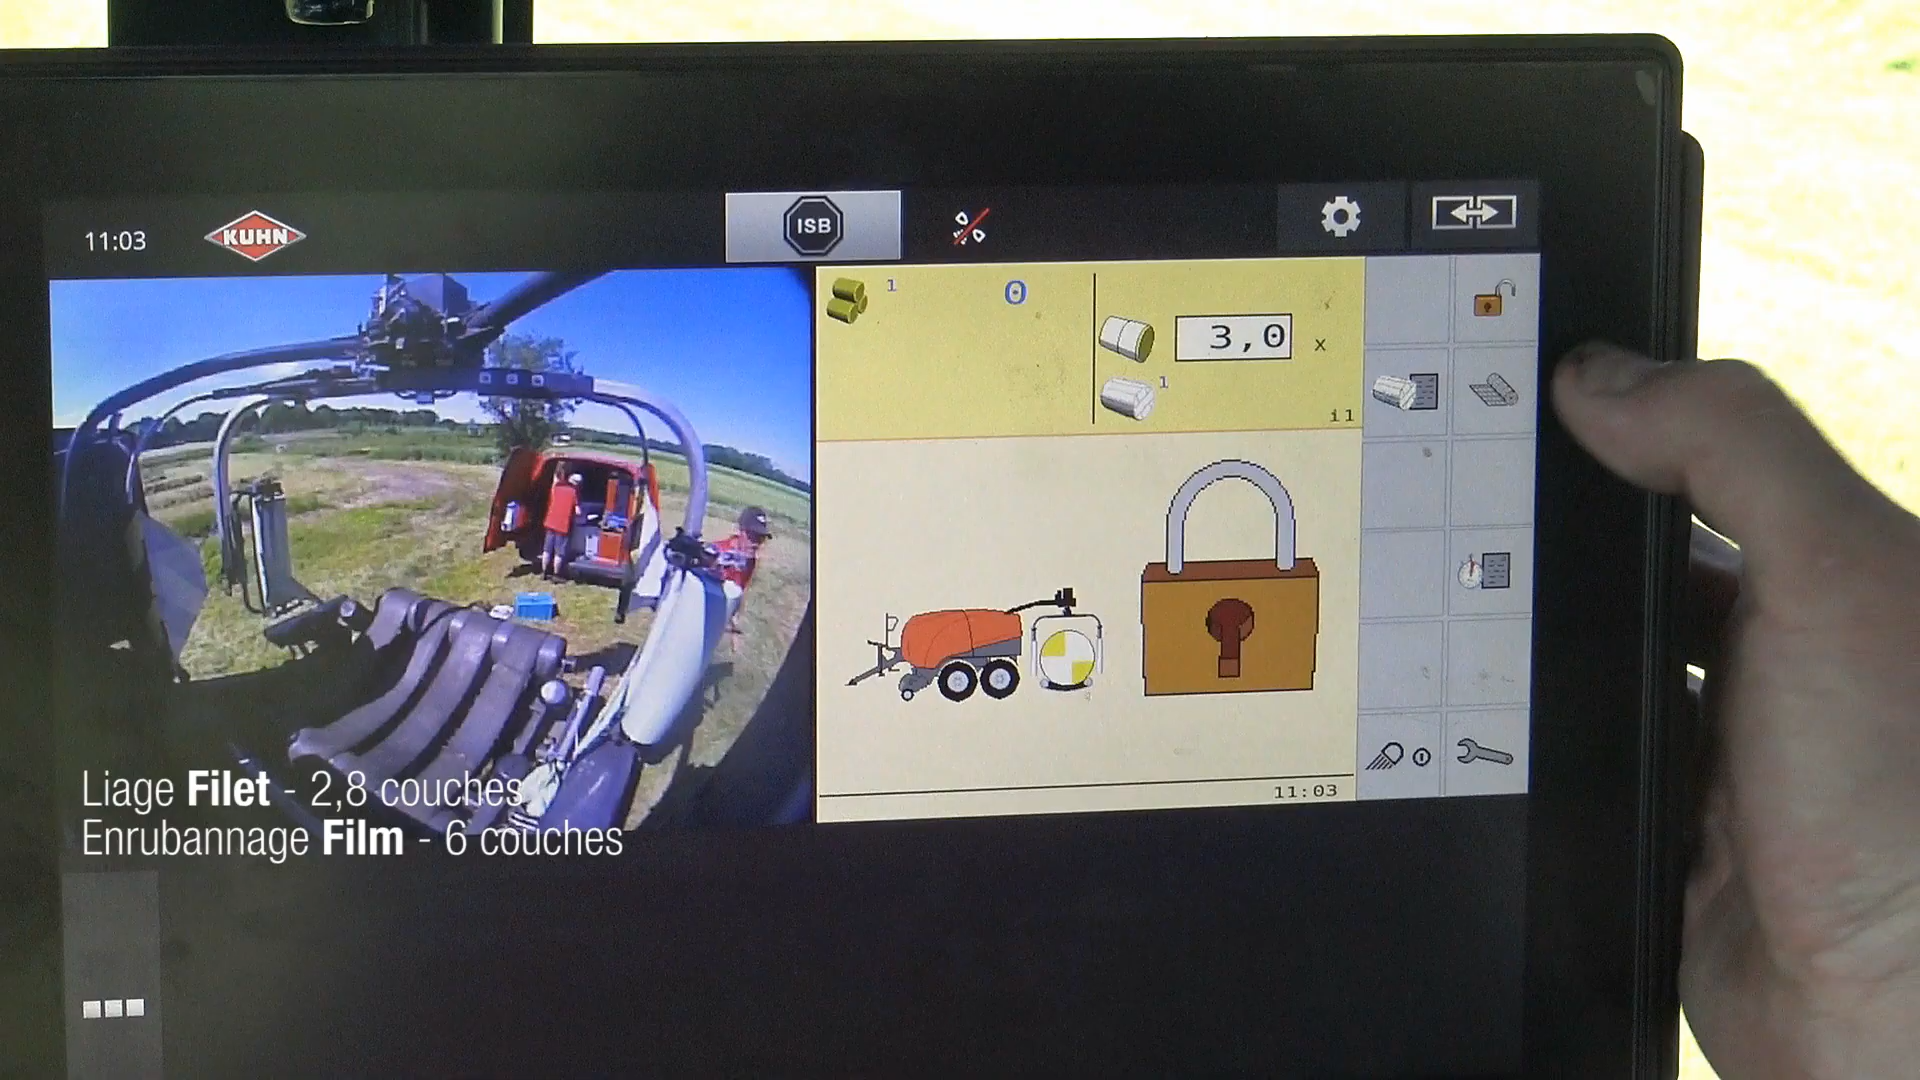 11:03
KUHN
ISB
1
0
3,0 x
1
i1
11:03
Liage Filet - 2,8 couches
Enrubannage Film - 6 couches